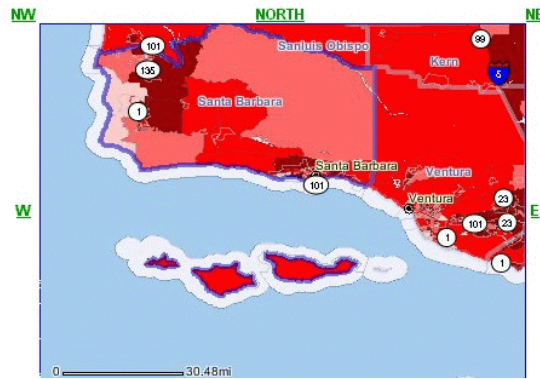 NW NORTH NE
101 Sanluis Obispo 99
135 Kern 5
1 Santa Barbara
Santa Barbara Ventura
101
W Ventura 23 E
101 23
1
1
0 30.48mi